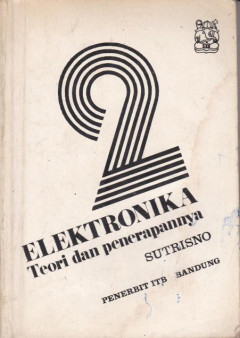 2
ELEKTRONIKA
Teori dan penerapannya
SUTRISNO
PENERBIT ITB BANDUNG